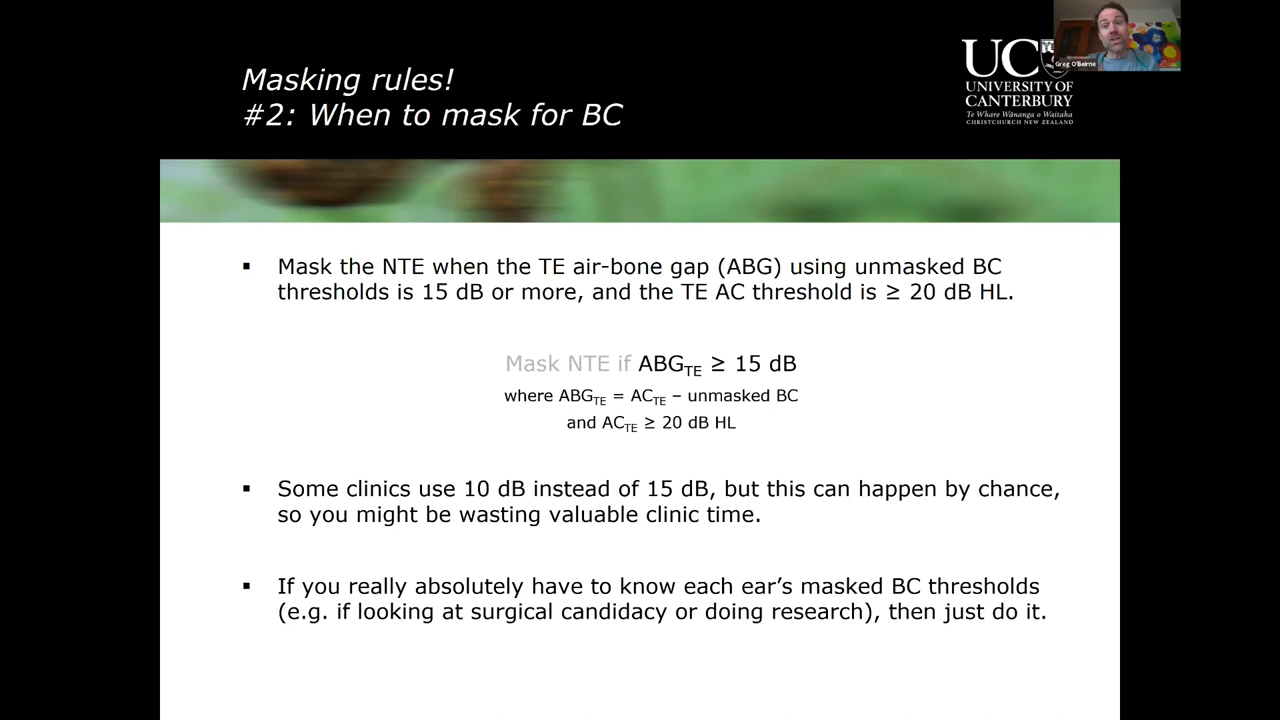 Masking rules!
#2: When to mask for BC
UC
UNIVERSITY OF
CANTERBURY
Te Whare Wānanga o Waitaha
CHRISTCHURCH NEW ZEALAND
Greg O'Beirne
▪ Mask the NTE when the TE air-bone gap (ABG) using unmasked BC
thresholds is 15 dB or more, and the TE AC threshold is ≥ 20 dB HL.
Mask NTE if ABGTE ≥ 15 dB
where ABGTE = ACTE – unmasked BC
and ACTE ≥ 20 dB HL
▪ Some clinics use 10 dB instead of 15 dB, but this can happen by chance,
so you might be wasting valuable clinic time.
▪ If you really absolutely have to know each ear’s masked BC thresholds
(e.g. if looking at surgical candidacy or doing research), then just do it.